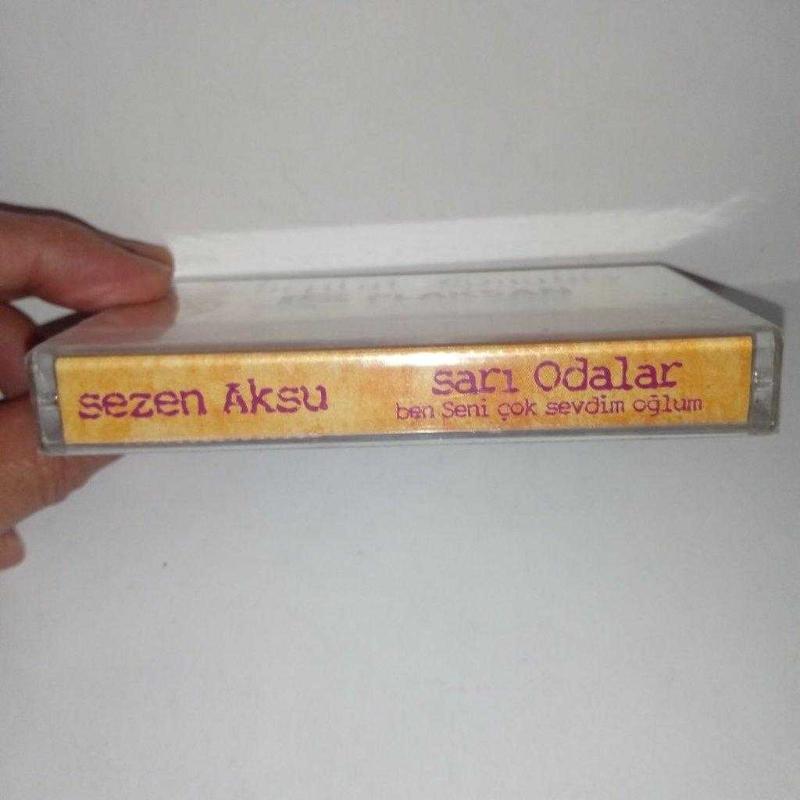 sezen Aksu
sarı Odalar
ben Seni çok sevdim oğlum